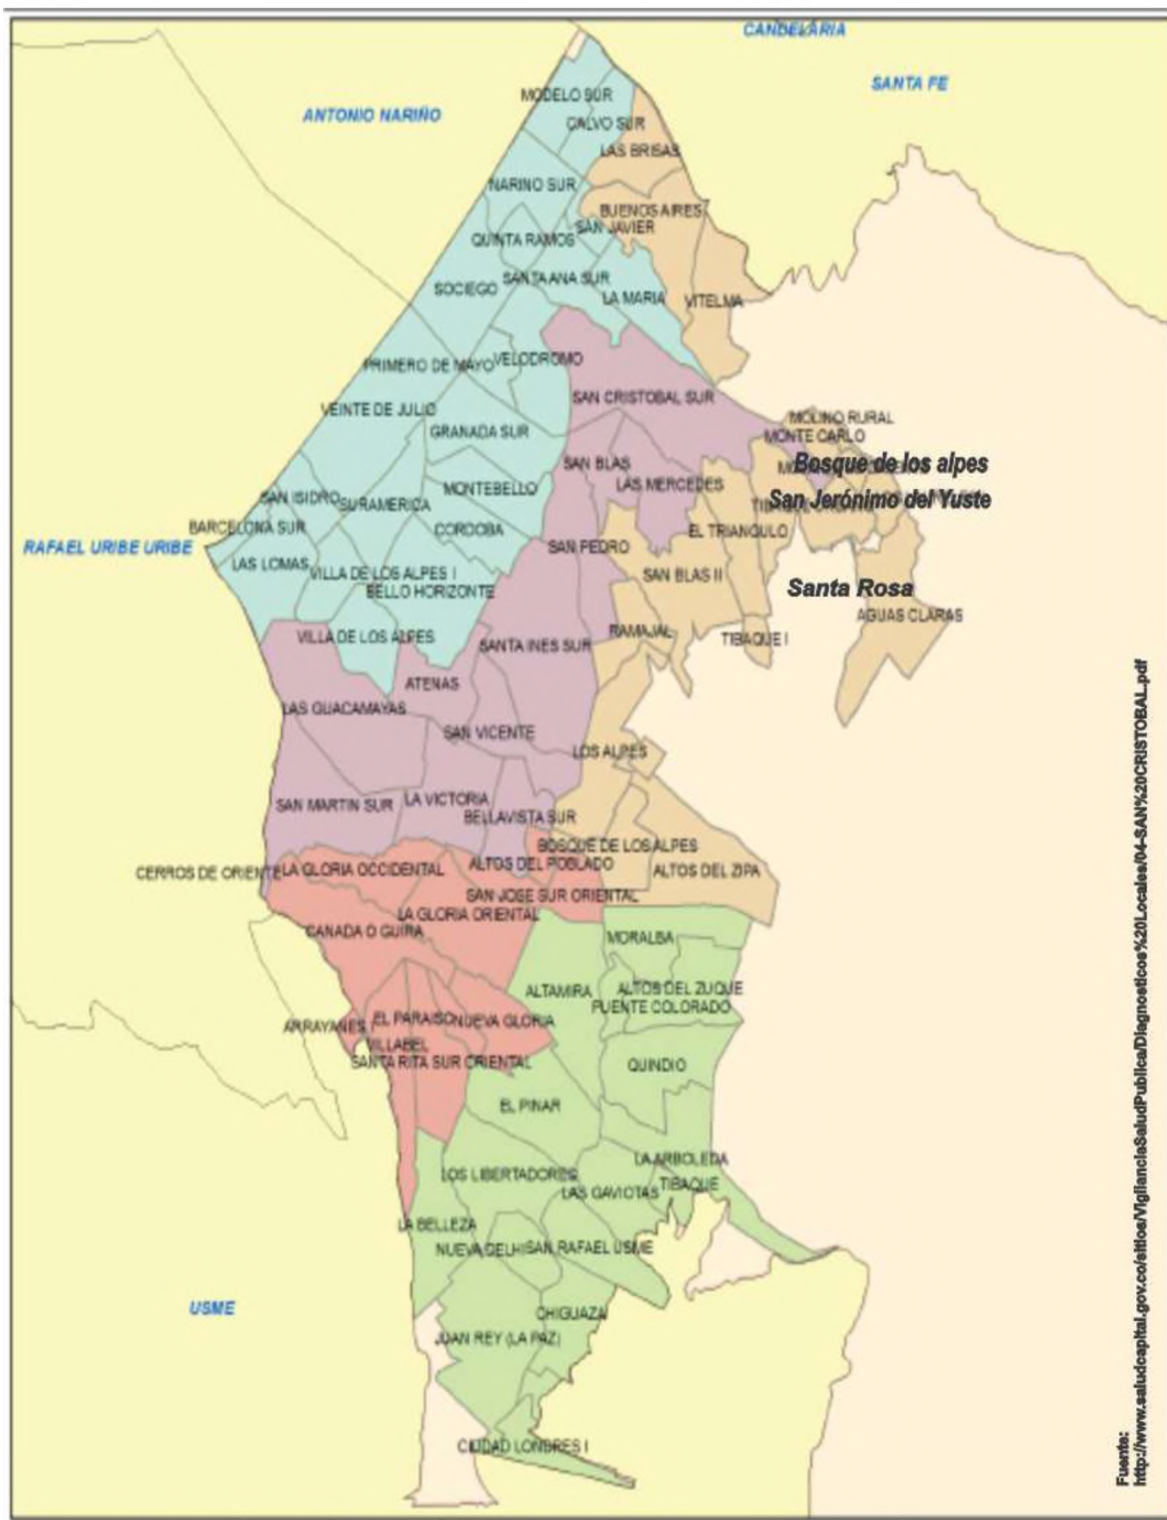 CANDELARIA
SANTA FE
ANTONIO NARIÑO
MODELO SUR
CALVO SUR
LAS BRISAS
NARINO SUR
BUENOS AIRES
SAN JAVIER
QUINTA RAMOS
SANTA ANA SUR
SOCIEGO
LA MARIA
VITELMA
VELODROMO
PRIMERO DE MAYO
SAN CRISTOBAL SUR
VEINTE DE JULIO
MOLINO RURAL
GRANADA SUR
MONTE CARLO
SAN BLAS
Bosque de los alpes
LAS MERCEDES
MONTEBELLO
SAN ISIDRO
SURAMERICA
San Jerónimo del Yuste
BARCELONA SUR
CORDOBA
EL TRIANGULO
RAFAEL URIBE URIBE
SAN PEDRO
LAS LOMAS
VILLA DE LOS ALPES I
SAN BLAS II
BELLO HORIZONTE
Santa Rosa
AGUAS CLARAS
RAMAJAL
VILLA DE LOS ALPES
TIBAQUE I
SANTA INES SUR
ATENAS
LAS GUACAMAYAS
SAN VICENTE
LOS ALPES
SAN MARTIN SUR
LA VICTORIA
BELLAVISTA SUR
BOSQUE DE LOS ALPES
CERROS DE ORIENTE
LA GLORIA OCCIDENTAL
ALTOS DEL POBLADO
ALTOS DEL ZIPA
SAN JOSE SUR ORIENTAL
LA GLORIA ORIENTAL
CANADA O GUIRA
MORALBA
ALTAMIRA
ALTOS DEL ZUQUE
PUENTE COLORADO
ARRAYANES I
EL PARAISO
NUEVA GLORIA
VILLABEL
SANTA RITA SUR ORIENTAL
QUINDIO
EL PINAR
LA ARBOLEDA
LOS LIBERTADORES
LAS GAVIOTAS
TIBAQUE
LA BELLEZA
NUEVA DELHI
SAN RAFAEL USME
USME
CHIGUAZA
JUAN REY (LA PAZ)
CIUDAD LONDRES I
Fuente:
http://www.saludcapital.gov.co/sitios/VigilanciaSaludPublica/Diagnosticos%20Locales/04-SAN%20CRISTOBAL.pdf